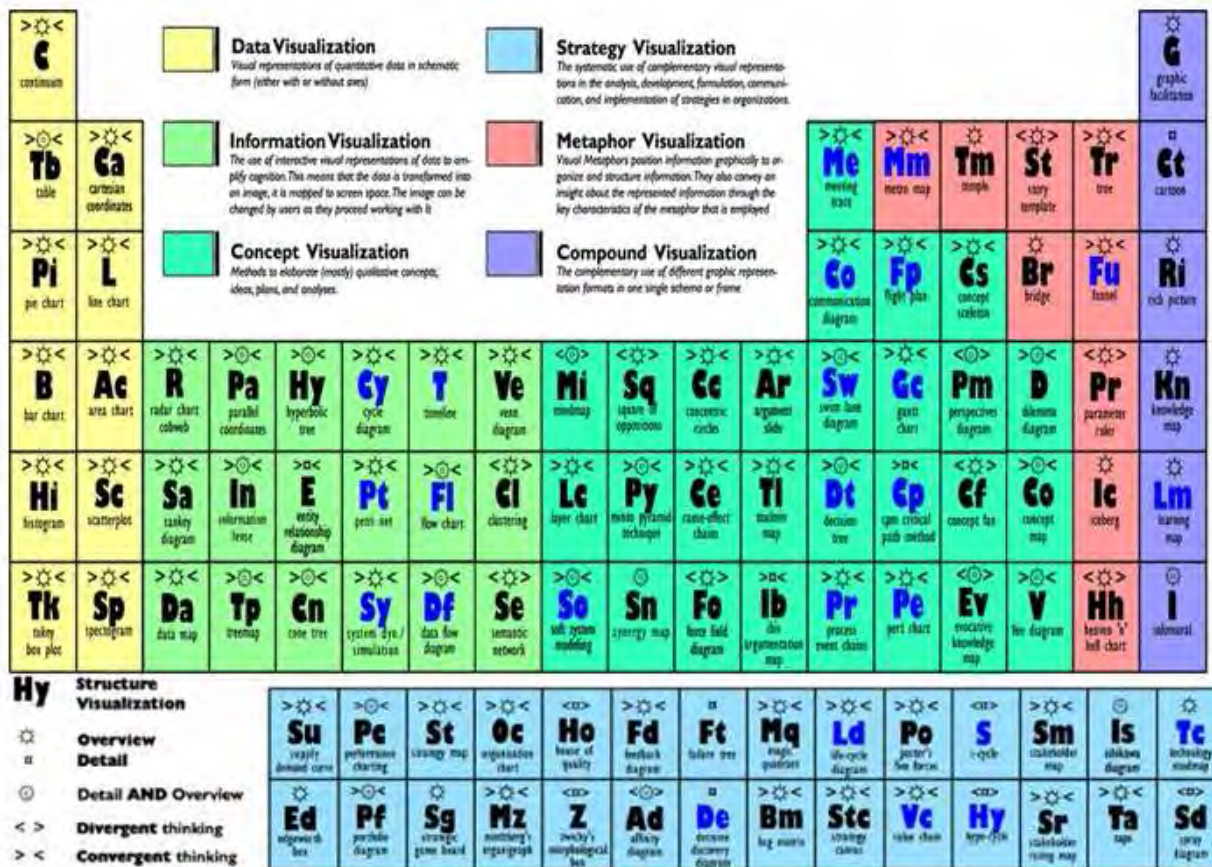 > ☼ <
C
continuum
Data Visualization
Visual representations of quantitative data in schematic
form (either with or without axes)
Strategy Visualization
The systematic use of complementary visual representa-
tions in the analysis, development, formulation, communi-
cation, and implementation of strategies in organizations.
G
graphic
facilitation
Tb
table
Ca
cartesian
coordinates
Information Visualization
The use of interactive visual representations of data to am-
plify cognition. This means that the data is transformed into
an image, it is mapped to screen space. The image can be
changed by users as they proceed working with it
Metaphor Visualization
Visual Metaphors position information graphically to or-
ganize and structure information. They also convey an
insight about the represented information through the
key characteristics of the metaphor that is employed
Me
meeting
trace
Mm
metro map
Tm
temple
St
story
template
Tr
tree
Ct
cartoon
Pi
pie chart
L
line chart
Concept Visualization
Methods to elaborate (mostly) qualitative concepts,
ideas, plans, and analyses.
Compound Visualization
The complementary use of different graphic represen-
tation formats in one single schema or frame
Co
communication
diagram
Fp
flight plan
Cs
concept
Br
bridge
Fu
funnel
Ri
rich picture
B
bar chart
Ac
area chart
R
radar chart
cobweb
Pa
parallel
coordinates
Hy
hyperbolic
tree
Cy
cycle
diagram
T
timeline
Ve
venn
diagram
Mi
mindmap
Sq
square of
oppositions
Cc
concentric
circles
Ar
argument
slide
Sw
swim lane
diagram
Gc
gantt
chart
Pm
perspectives
diagram
D
dilemma
diagram
Pr
parameter
ruler
Kn
knowledge
map
Hi
histogram
Sc
scatterplot
Sa
sankey
diagram
In
information
lense
E
entity
relationship
diagram
Pt
petri net
Fl
flow chart
Cl
clustering
Lc
layer chart
Py
minto pyramid
technique
Ce
cause-effect
chains
Tl
toulmin
map
Dt
decision
tree
Cp
cpm critical
path method
Cf
concept fan
Co
concept
map
Ic
iceberg
Lm
learning
map
Tk
tukey
box plot
Sp
spectogram
Da
data map
Tp
treemap
Cn
cone tree
Sy
system dyn./
simulation
Df
data flow
diagram
Se
semantic
network
So
soft system
modeling
Sn
synergy map
Fo
force field
diagram
Ib
ibis
argumentation
map
Pr
process
event chains
Pe
pert chart
Ev
evocative
knowledge
map
V
Vee diagram
Hh
heaven 'n'
hell chart
I
infomural
Hy
Structure
Visualization
☼ Overview
¤ Detail
Detail AND Overview
< > Divergent thinking
> < Convergent thinking
Su
supply
demand curve
Pc
performance
charting
St
strategy map
Oc
organisation
chart
Ho
house of
quality
Fd
feedback
diagram
Ft
failure tree
Mq
magic
quadrant
Ld
life-cycle
diagram
Po
porter's
five forces
S
s-cycle
Sm
stakeholder
map
Is
ishikawa
diagram
Tc
technology
roadmap
Ed
edgeworth
box
Pf
portfolio
diagram
Sg
strategic
game board
Mz
mintzberg's
organigraph
Z
zwicky's
morphological
box
Ad
affinity
diagram
De
decision
discovery
diagram
Bm
bcg matrix
Stc
strategy
canvas
Vc
value chain
Hy
hype-cycle
Sr
stakeholder
rating map
Ta
taps
Sd
spray
diagram